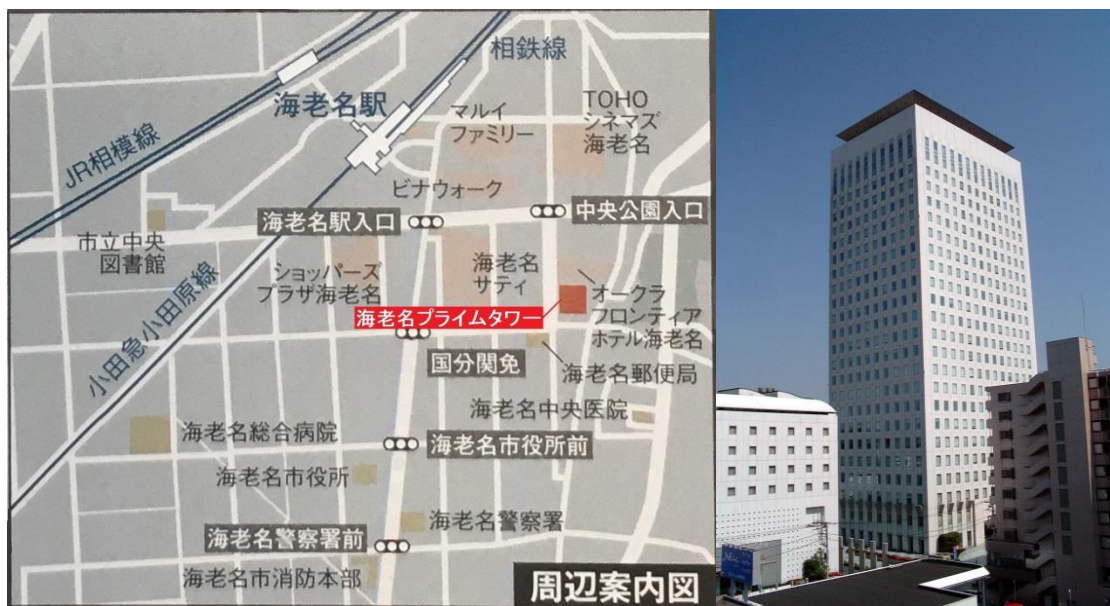 相鉄線
海老名駅
JR相模線
マルイ
ファミリー
TOHO
シネマズ
海老名
ビナウォーク
海老名駅入口
中央公園入口
市立中央
図書館
ショッパーズ
プラザ海老名
海老名
サティ
海老名プライムタワー
オークラ
フロンティア
ホテル海老名
小田急小田原線
国分関免
海老名郵便局
海老名中央医院
海老名総合病院
海老名市役所前
海老名市役所
海老名警察署
海老名警察署前
海老名市消防本部
周辺案内図